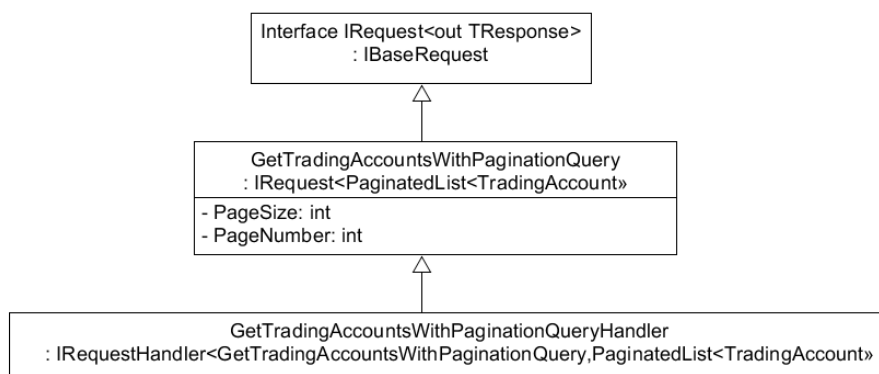 Interface IRequest<out TResponse>
: IBaseRequest
GetTradingAccountsWithPaginationQuery
: IRequest<PaginatedList<TradingAccount»
- PageSize: int
- PageNumber: int
GetTradingAccountsWithPaginationQueryHandler
: IRequestHandler<GetTradingAccountsWithPaginationQuery,PaginatedList<TradingAccount»